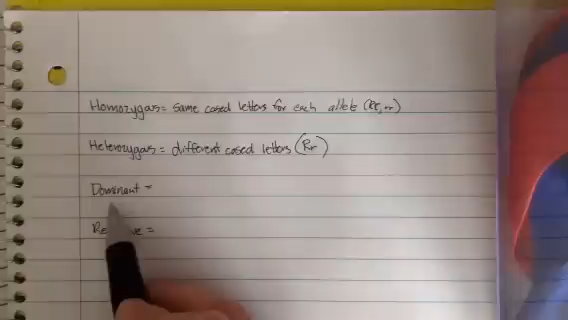 Homozygous = same cased letters for each allele (RR, rr)
Heterozygous = different cased letters (Rr)
Dominant =